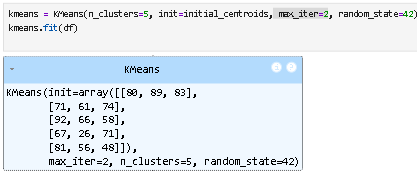 kmeans = KMeans(n_clusters=5, init=initial_centroids, max_iter=2, random_state=42)
kmeans.fit(df)
KMeans
KMeans(init=array([[80, 89, 83],
[71, 61, 74],
[92, 66, 58],
[67, 26, 71],
[81, 56, 48]]),
max_iter=2, n_clusters=5, random_state=42)